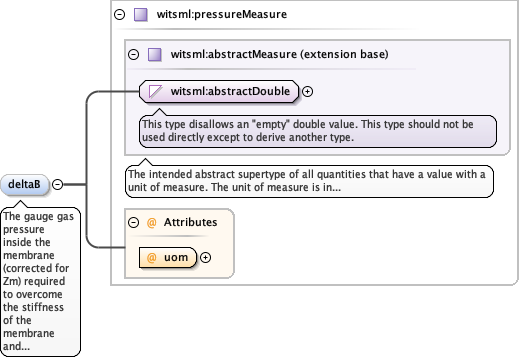 witsml:pressureMeasure
witsml:abstractMeasure (extension base)
witsml:abstractDouble
This type disallows an "empty" double value. This type should not be
used directly except to derive another type.
The intended abstract supertype of all quantities that have a value with a
unit of measure. The unit of measure is in...
deltaB
The gauge gas
pressure
inside the
membrane
(corrected for
Zm) required
to overcome
the stiffness
of the
membrane
and...
@ Attributes
@ uom